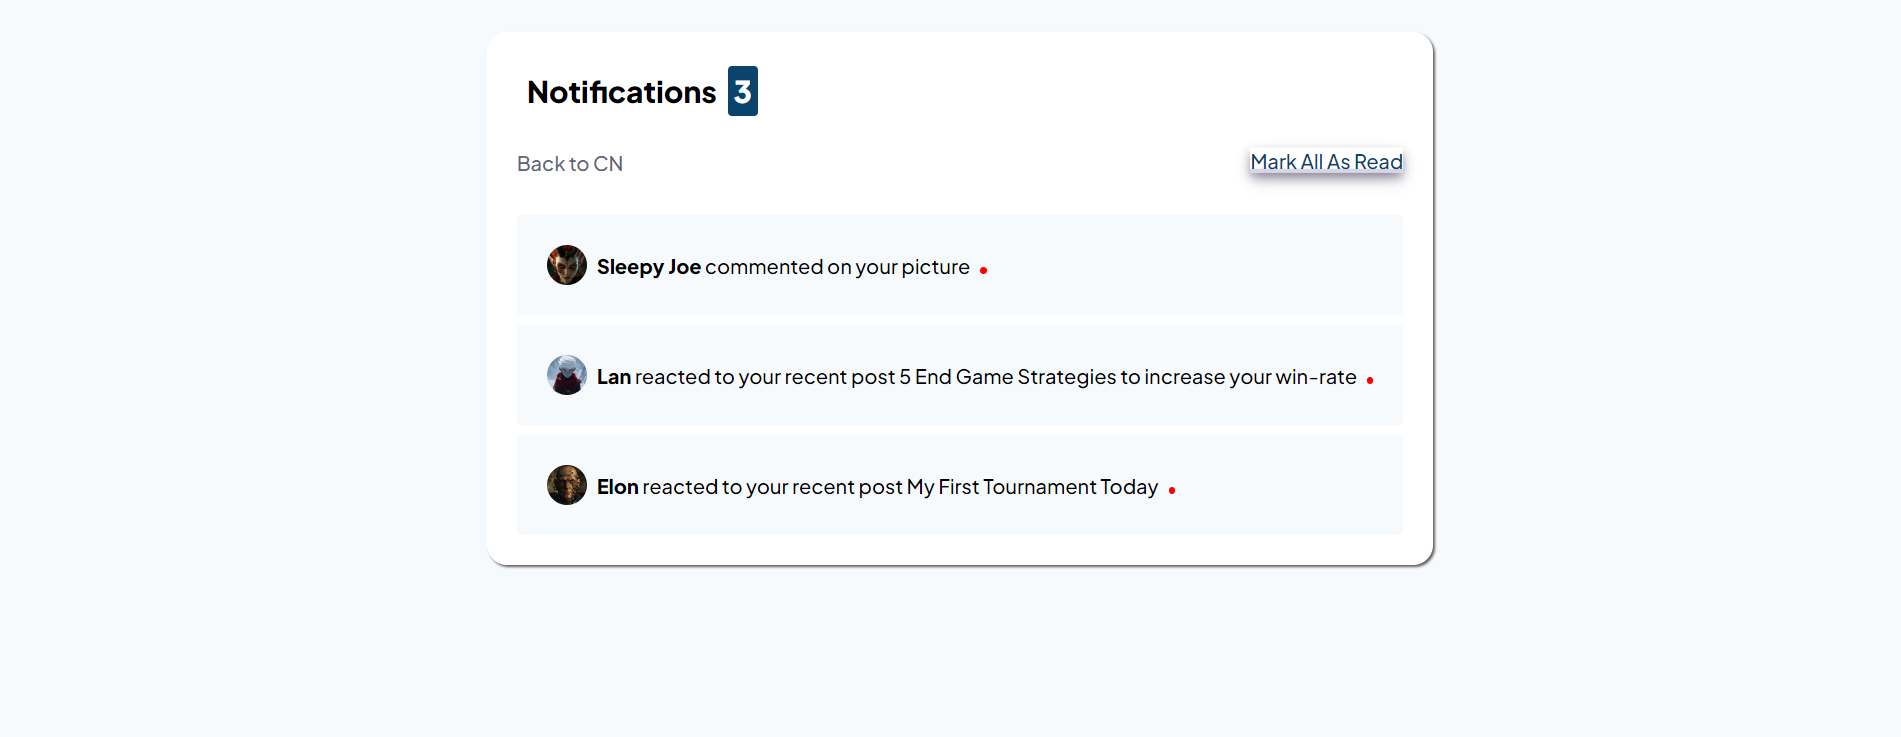 Notifications 3
Back to CN
Mark All As Read
Sleepy Joe commented on your picture
Lan reacted to your recent post 5 End Game Strategies to increase your win-rate
Elon reacted to your recent post My First Tournament Today